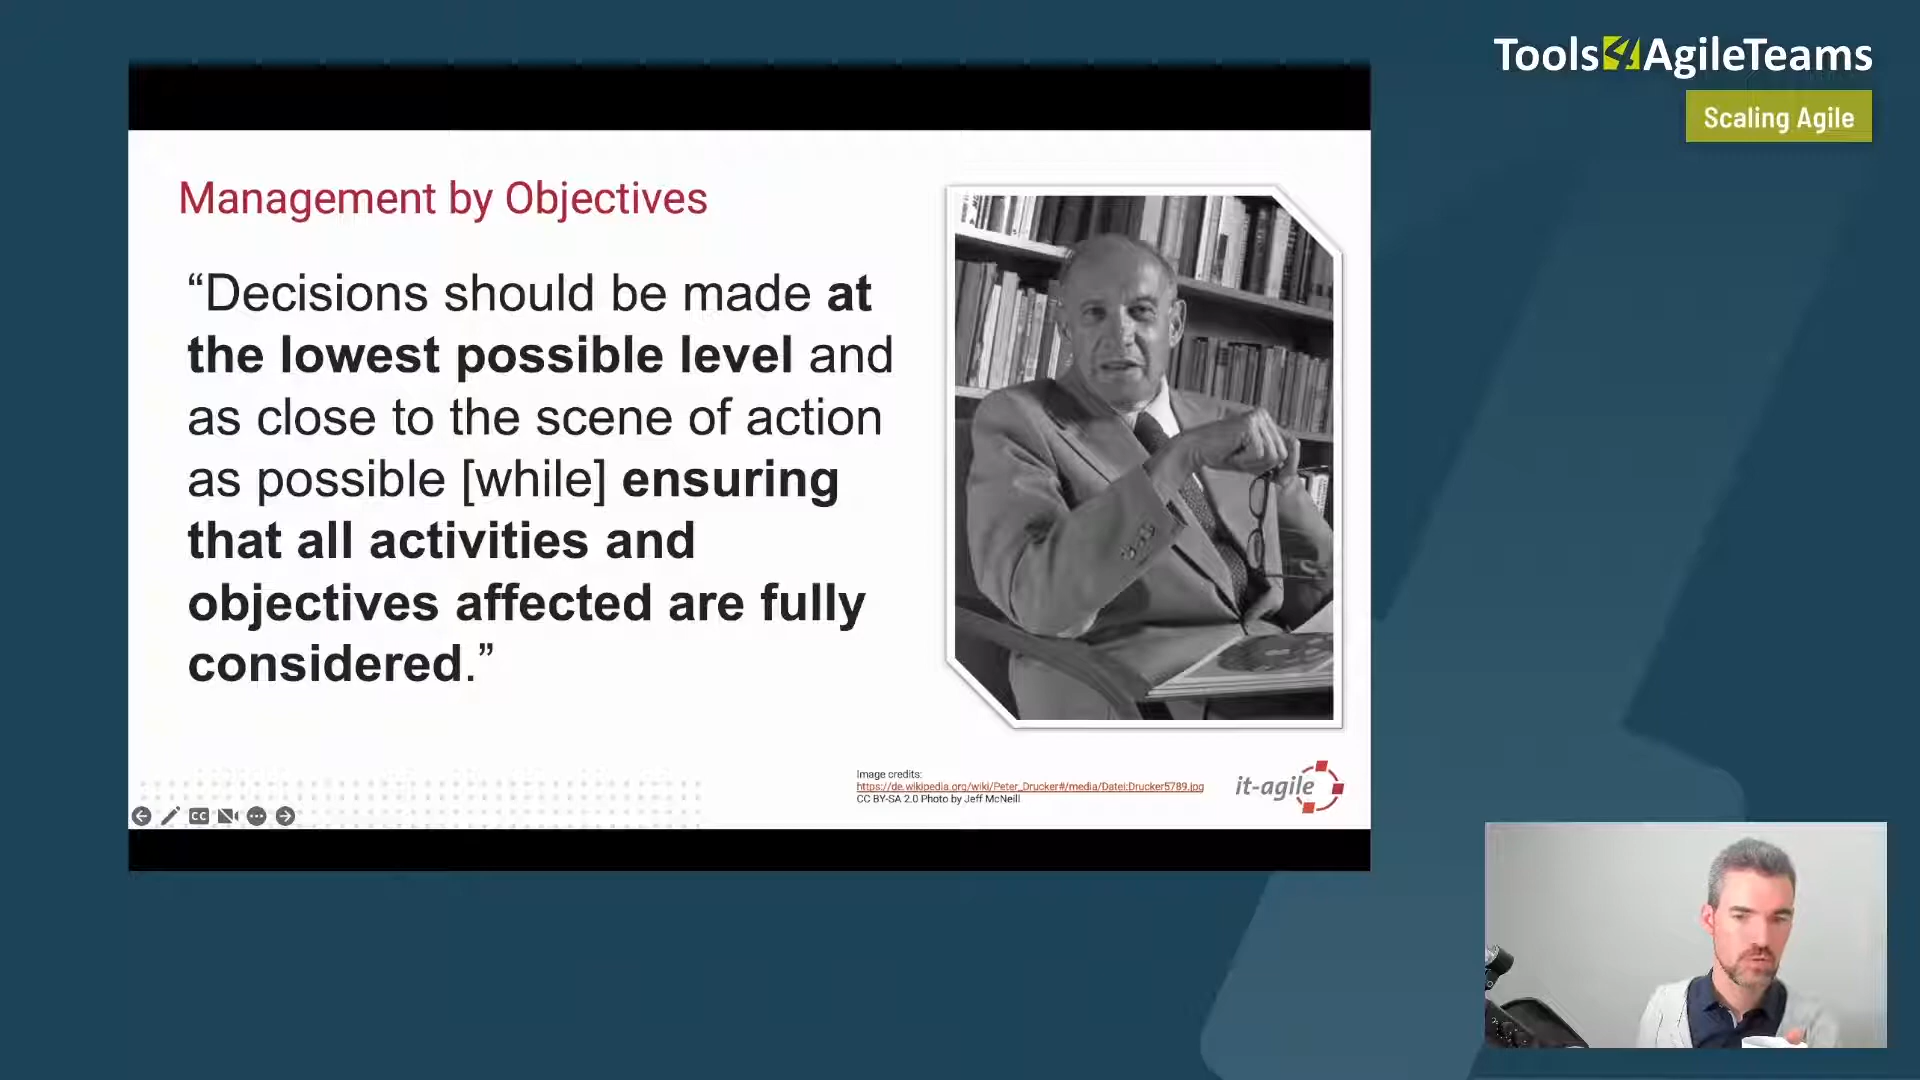 Tools4AgileTeams
Scaling Agile
Management by Objectives
“Decisions should be made at
the lowest possible level and
as close to the scene of action
as possible [while] ensuring
that all activities and
objectives affected are fully
considered.”
Image credits:
https://de.wikipedia.org/wiki/Peter_Drucker#/media/Datei:Drucker5789.jpg
CC BY-SA 2.0 Photo by Jeff McNeill
it-agile
CC